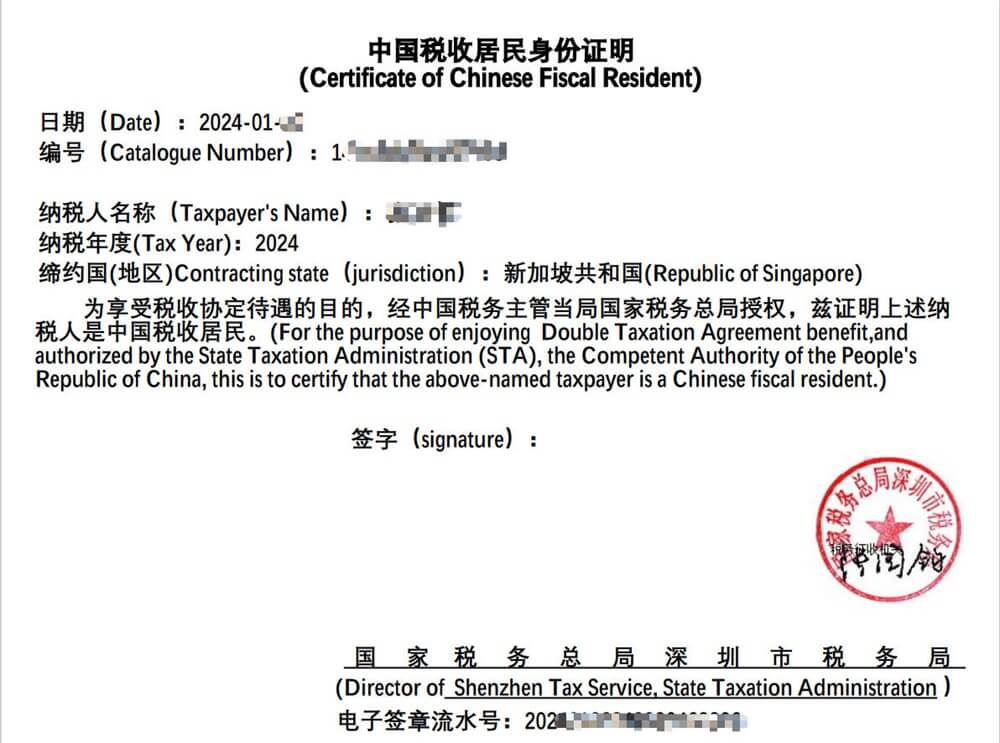 中国税收居民身份证明
(Certificate of Chinese Fiscal Resident)
日期（Date）：2024-01-
编号（Catalogue Number）：1
纳税人名称（Taxpayer's Name）：
纳税年度(Tax Year)：2024
缔约国(地区)Contracting state（jurisdiction）：新加坡共和国(Republic of Singapore)
为享受税收协定待遇的目的，经中国税务主管当局国家税务总局授权，兹证明上述纳
税人是中国税收居民。(For the purpose of enjoying Double Taxation Agreement benefit,and
authorized by the State Taxation Administration (STA), the Competent Authority of the People's
Republic of China, this is to certify that the above-named taxpayer is a Chinese fiscal resident.)
签字（signature）：
国家税务总局深圳市税务局
国家税务总局深圳市税务局
(Director of Shenzhen Tax Service, State Taxation Administration )
电子签章流水号：202